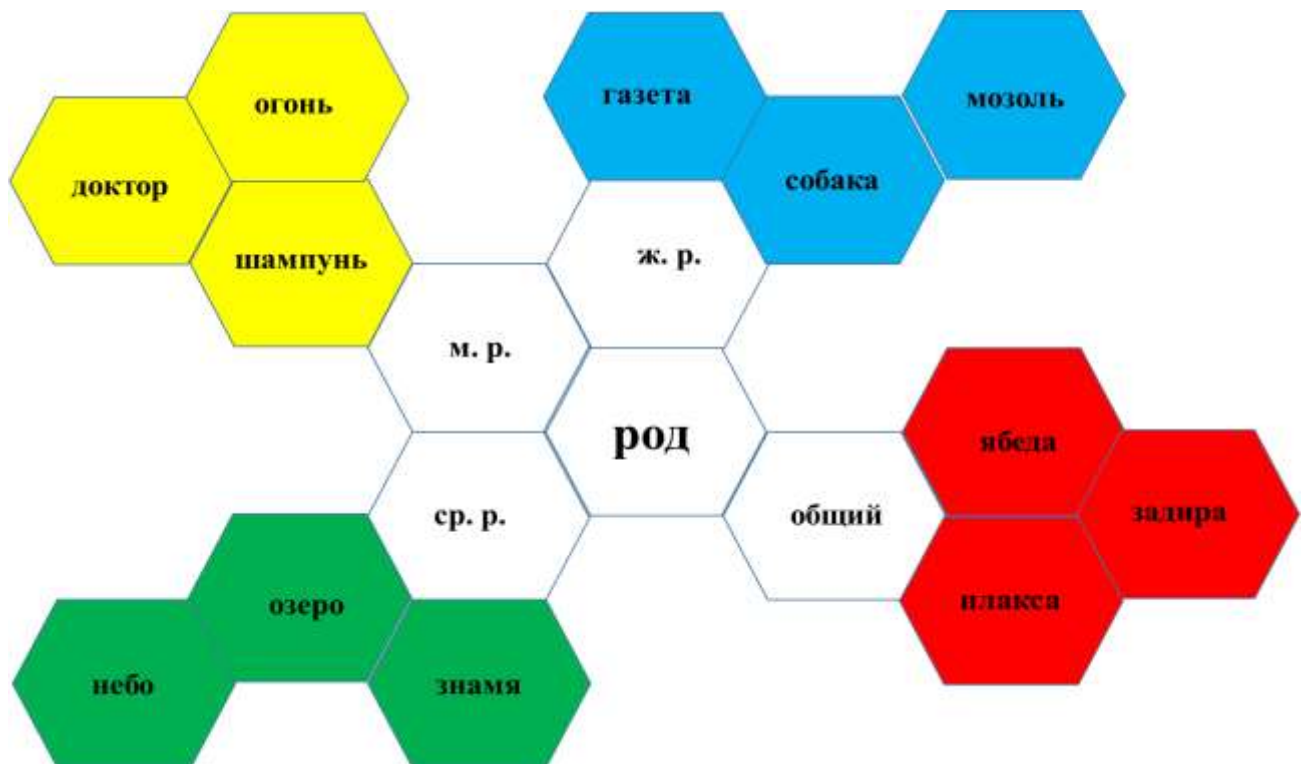 огонь
доктор
шампунь
газета
мозоль
собака
ж. р.
м. р.
род
ср. р.
общий
ябеда
задира
плакса
озеро
небо
знамя